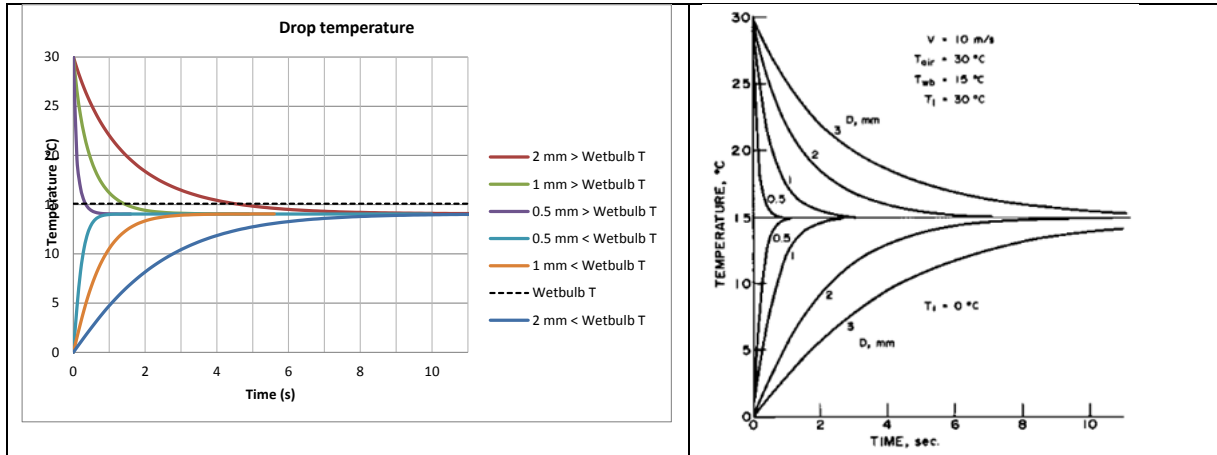 Drop temperature
30
25
20
15
10
5
0
Temperature (°C)
0
2
4
6
8
10
Time (s)
2 mm > Wetbulb T
1 mm > Wetbulb T
0.5 mm > Wetbulb T
0.5 mm < Wetbulb T
1 mm < Wetbulb T
Wetbulb T
2 mm < Wetbulb T
30
25
20
15
10
5
0
TEMPERATURE, °C
V = 10 m/s
Tair = 30 °C
Twb = 15 °C
Ti = 30 °C
3 D, mm
2
1
0.5
0.5
1
2
3
D, mm
Ti = 0 °C
0
2
4
6
8
10
TIME, sec.